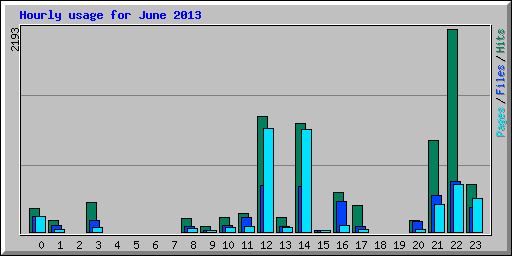 Hourly usage for June 2013
2193
Pages/Files/Hits
0 1 2 3 4 5 6 7 8 9 10 11 12 13 14 15 16 17 18 19 20 21 22 23